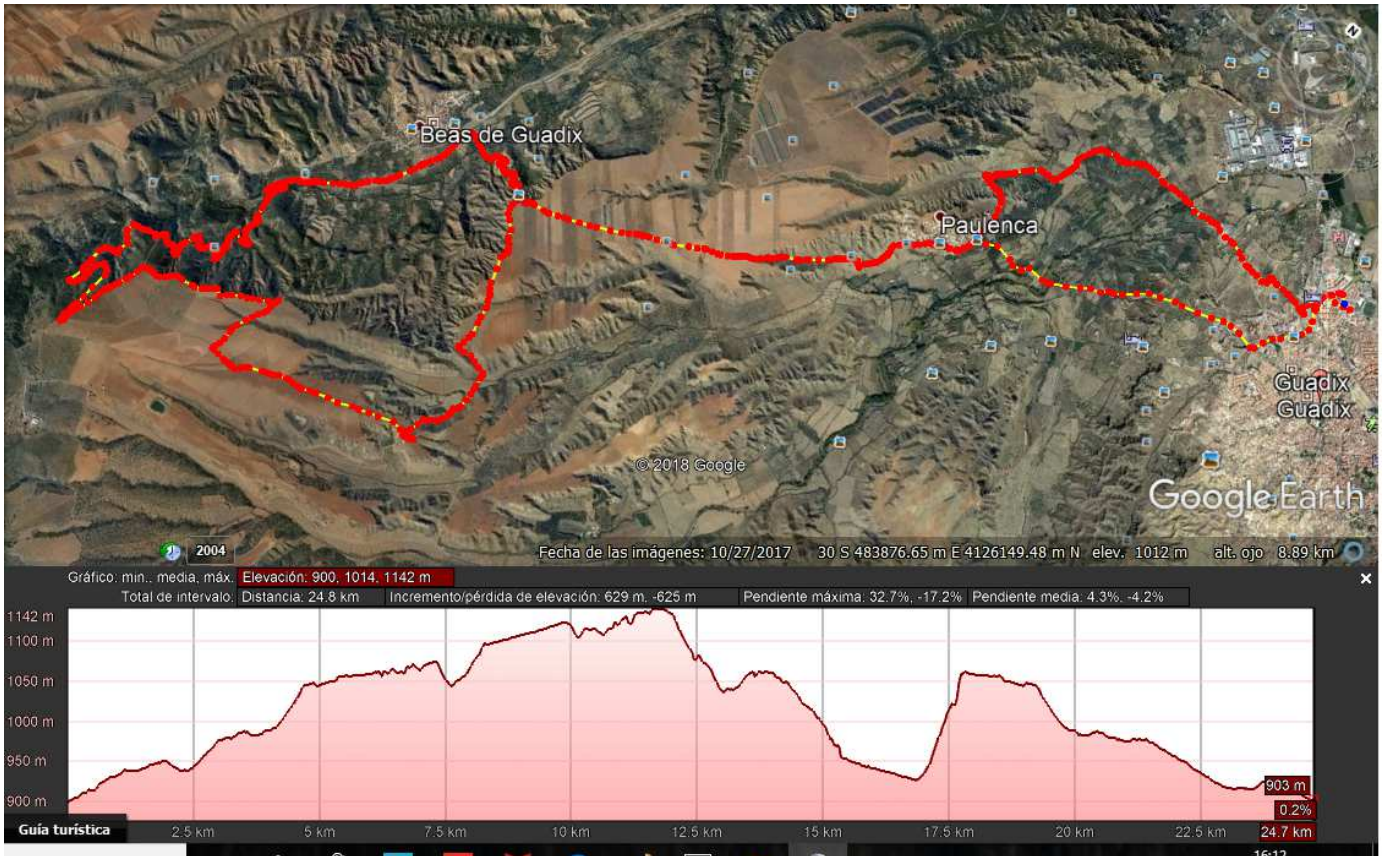 N
Beas de Guadix
Paulenca
Guadix
Guadix
© 2018 Google
Google Earth
2004
Fecha de las imágenes: 10/27/2017 30 S 483876.65 m E 4126149.48 m N elev. 1012 m alt. ojo 8.89 km
Gráfico: min., media, máx. Elevación: 900, 1014, 1142 m
Total de intervalo: Distancia: 24.8 km Incremento/pérdida de elevación: 629 m, -625 m Pendiente máxima: 32.7%, -17.2% Pendiente media: 4.3%, -4.2%
1142 m
1100 m
1050 m
1000 m
950 m
900 m
903 m
0.2%
Guía turística
2.5 km 5 km 7.5 km 10 km 12.5 km 15 km 17.5 km 20 km 22.5 km 24.7 km
16:12